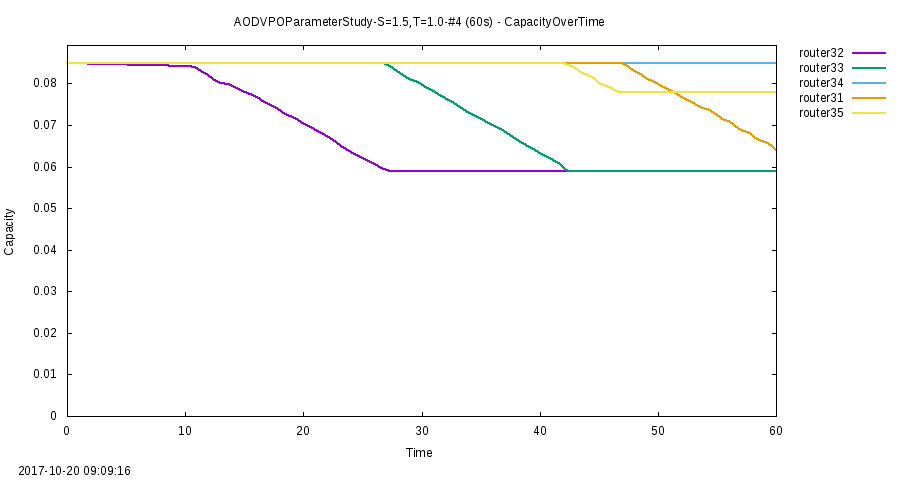 AODVPOParameterStudy-S=1.5,T=1.0-#4 (60s) - CapacityOverTime
router32
router33
router34
router31
router35
0.08
0.07
0.06
0.05
0.04
0.03
0.02
0.01
0
Capacity
0 10 20 30 40 50 60
Time
2017-10-20 09:09:16